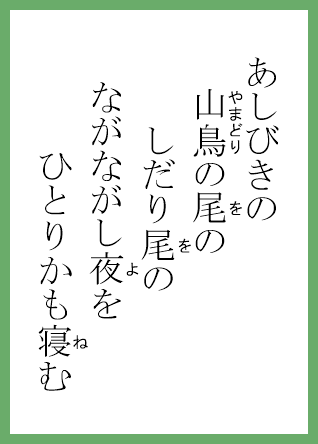 あしびきの
山鳥の尾の
しだり尾の
ながながし夜を
ひとりかも寝む
やまどり
を
を
よ
ね